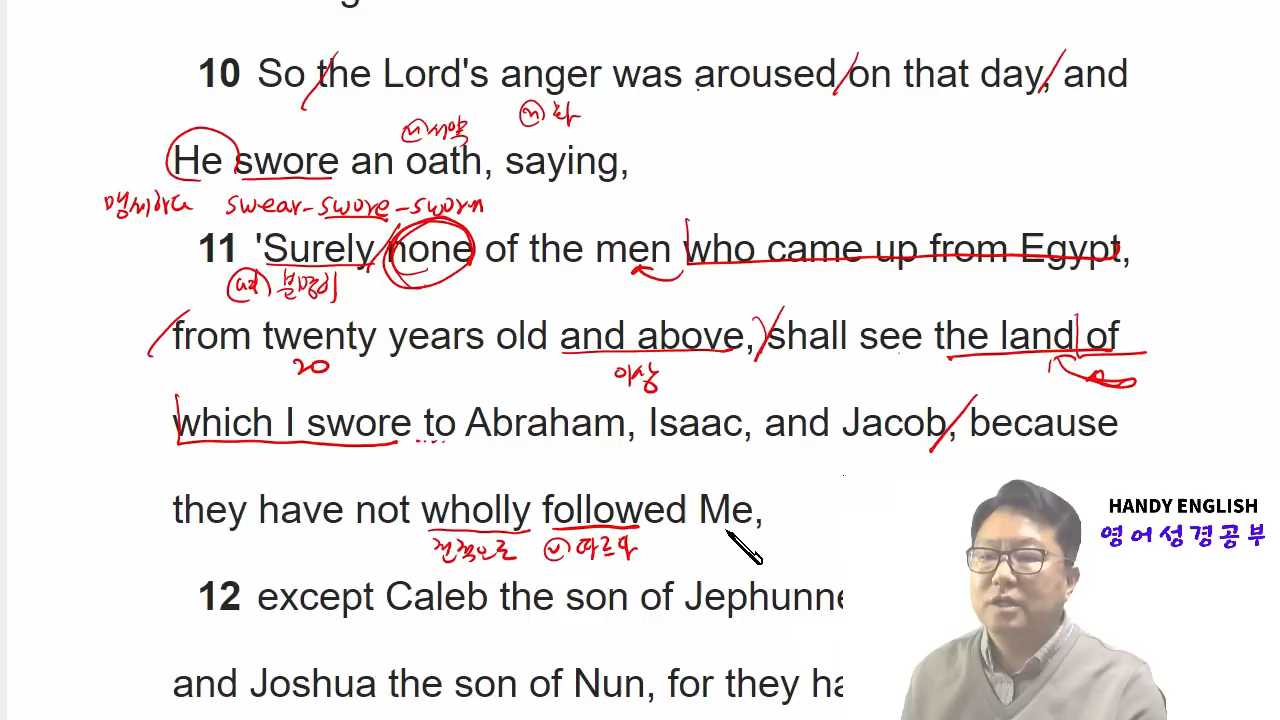 10 So the Lord's anger was aroused on that day, and
ⓝ 화
ⓝ 서약
He swore an oath, saying,
맹세하다 swear-swore-sworn
11 'Surely none of the men who came up from Egypt,
ad 분명히
from twenty years old and above, shall see the land of
20 이상
which I swore to Abraham, Isaac, and Jacob, because
they have not wholly followed Me,
HANDY ENGLISH
영어성경공부
전적으로 ⓥ 따르다
12 except Caleb the son of Jephunne
and Joshua the son of Nun, for they ha